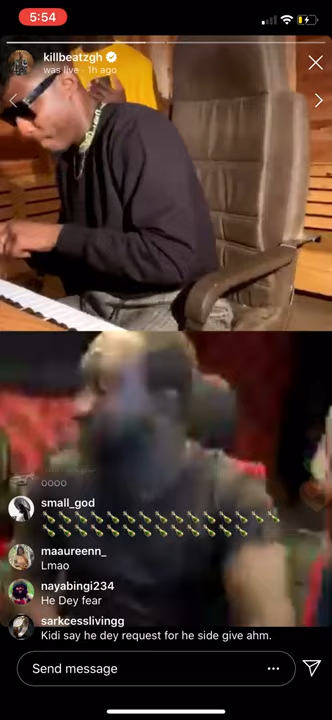 5:54
killbeatzgh
was live · 1h ago
oooo
small_god
🍾🍾🍾🍾🍾🍾🍾🍾🍾🍾🍾🍾🍾🍾🍾
🍾🍾🍾🍾🍾🍾🍾🍾🍾🍾🍾🍾🍾
maaureenn_
Lmao
nayabingi234
He Dey fear
sarkcesslivingg
Kidi say he dey request for he side give ahm.
Send message